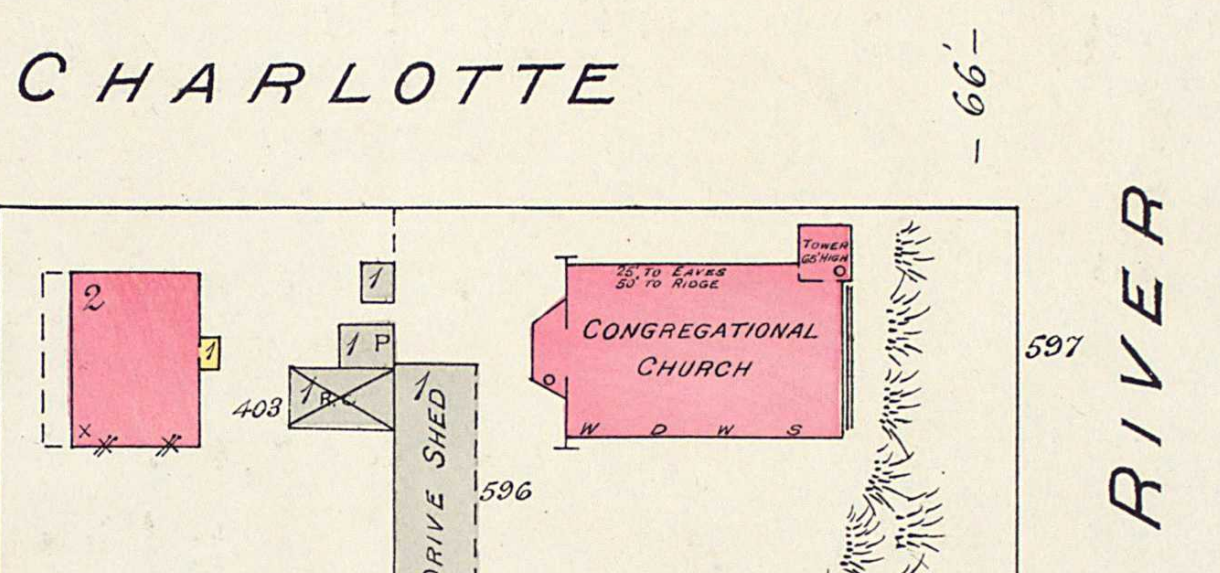 CHARLOTTE
- 66' -
RIVER
TOWER
65' HIGH
25' TO EAVES
50' TO RIDGE
CONGREGATIONAL
CHURCH
W D W S
597
2
1
1
1 P
1 R.C.
403
X
1
DRIVE SHED
596